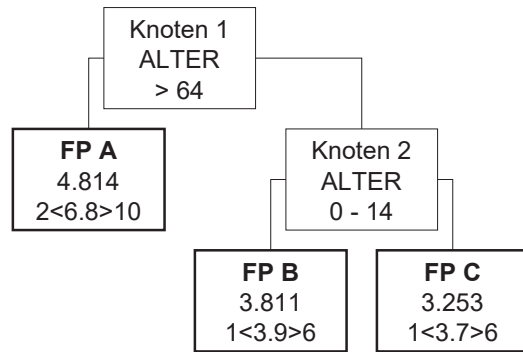 Knoten 1
ALTER
> 64
FP A
4.814
2<6.8>10
Knoten 2
ALTER
0 - 14
FP B
3.811
1<3.9>6
FP C
3.253
1<3.7>6